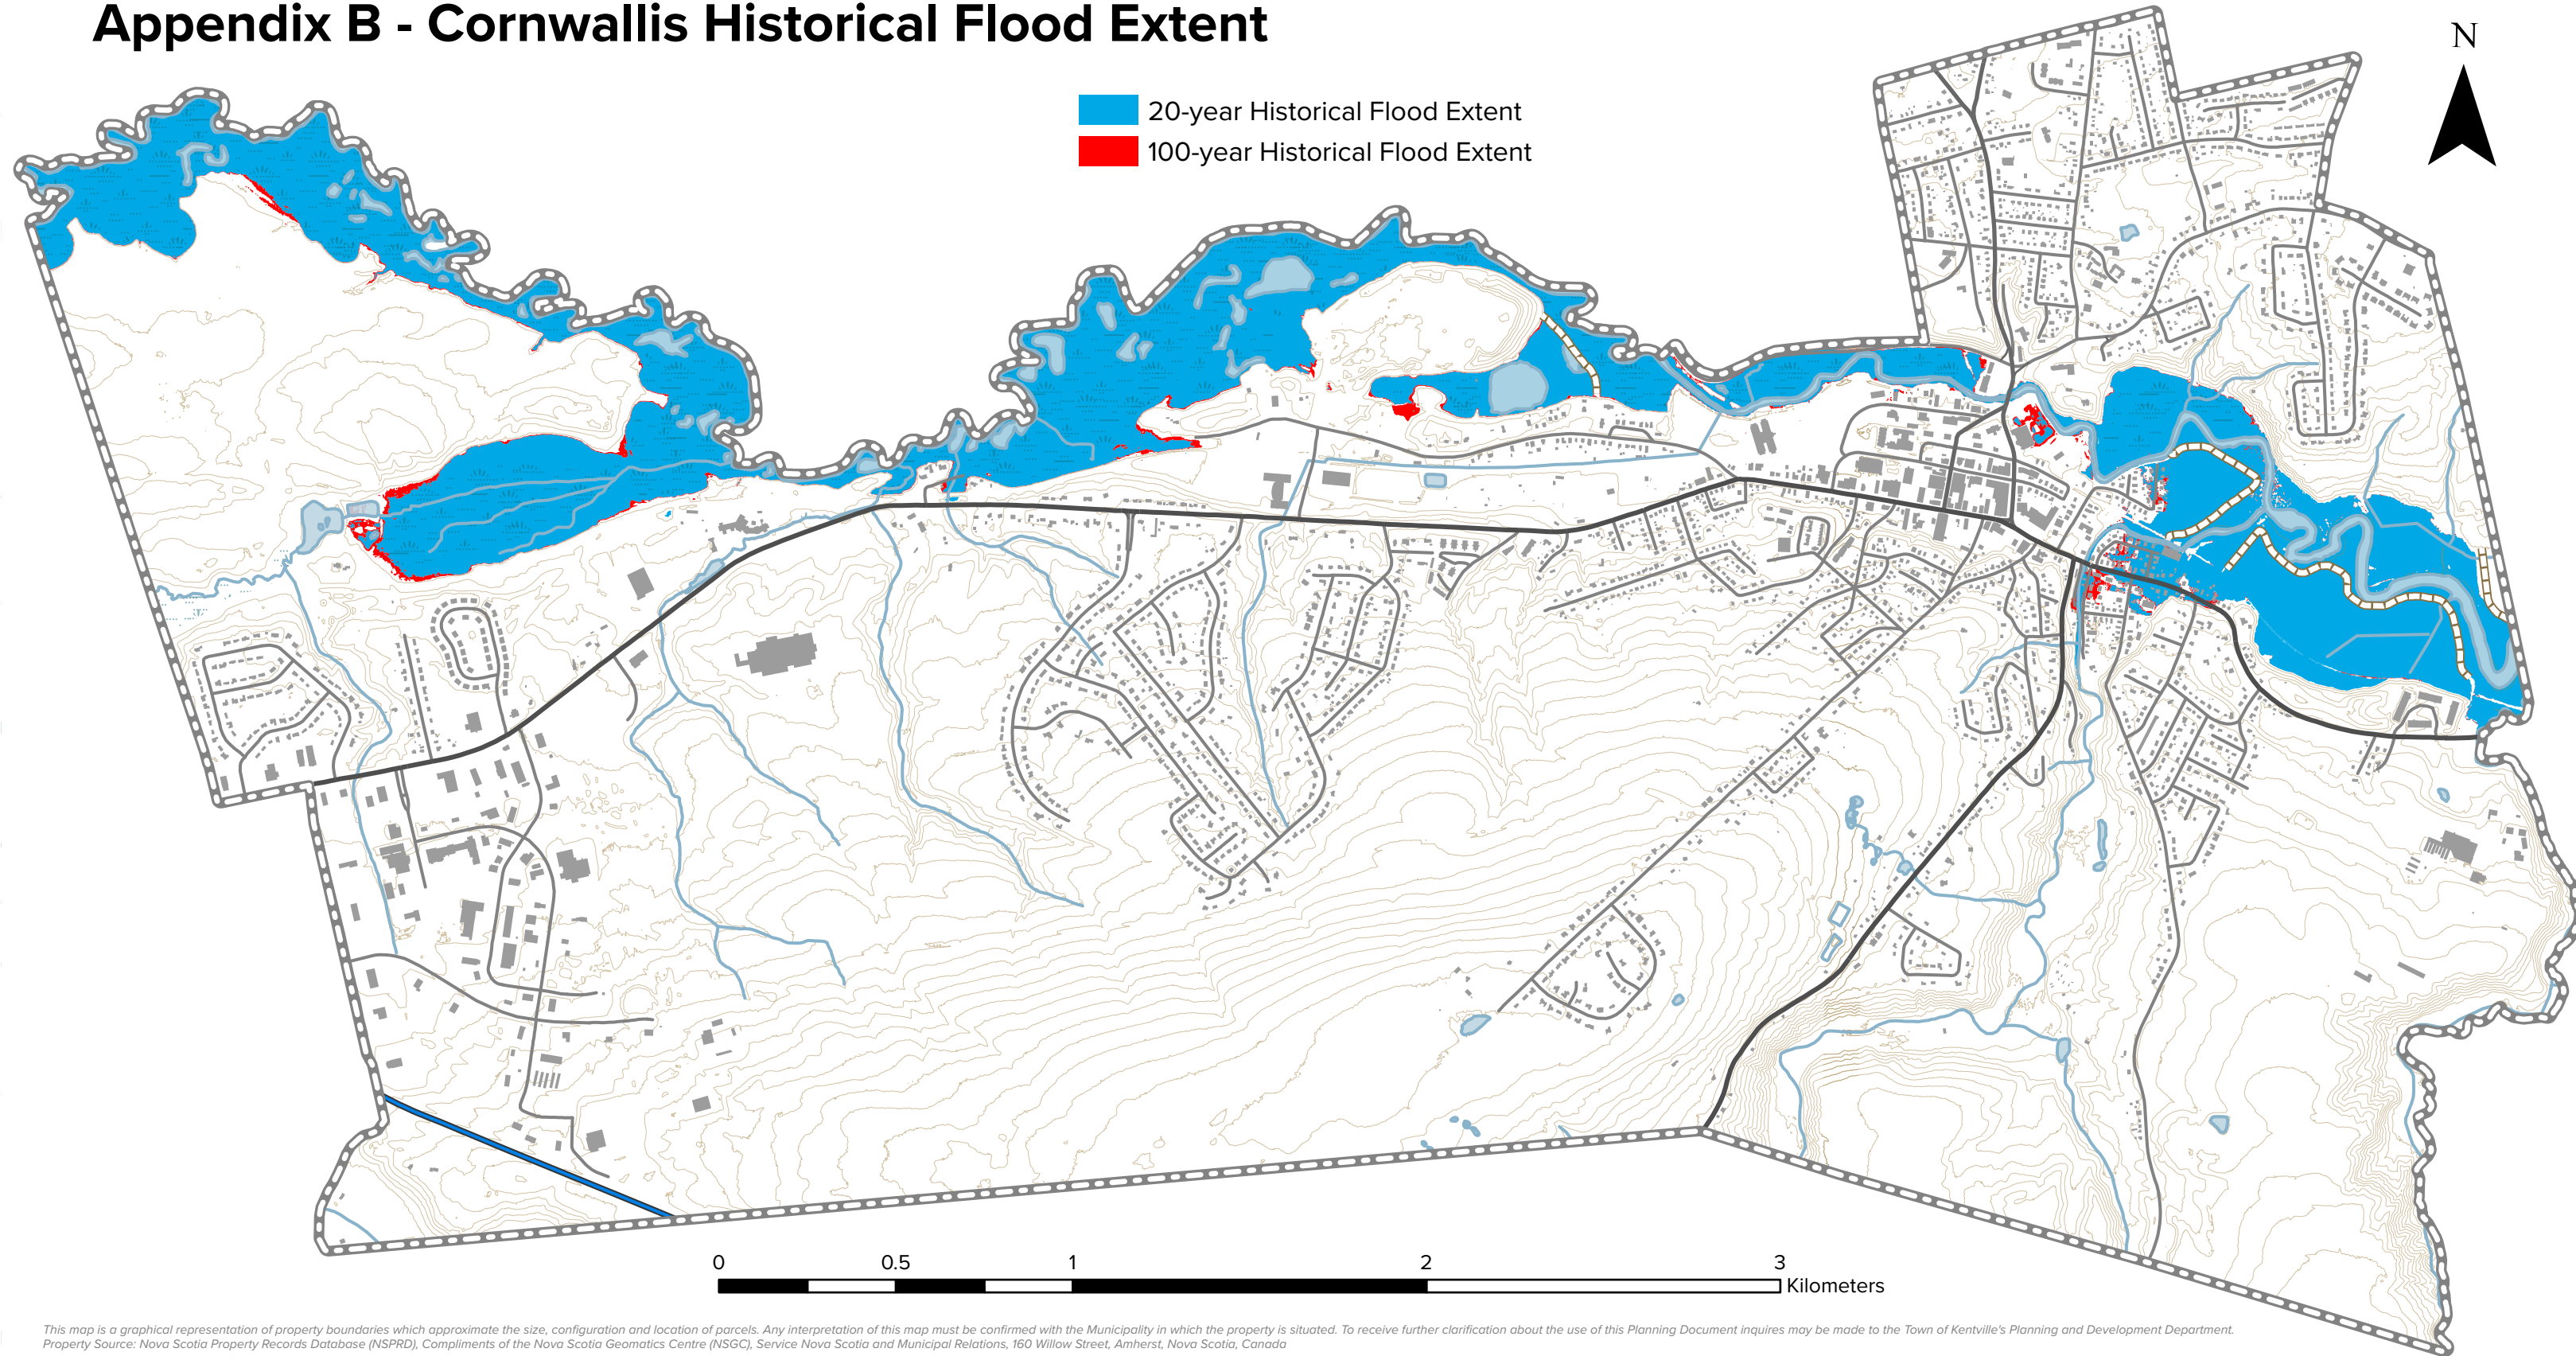 Appendix B - Cornwallis Historical Flood Extent
N
20-year Historical Flood Extent
100-year Historical Flood Extent
0 0.5 1 2 3
Kilometers
This map is a graphical representation of property boundaries which approximate the size, configuration and location of parcels. Any interpretation of this map must be confirmed with the Municipality in which the property is situated. To receive further clarification about the use of this Planning Document inquires may be made to the Town of Kentville's Planning and Development Department.
Property Source: Nova Scotia Property Records Database (NSPRD), Compliments of the Nova Scotia Geomatics Centre (NSGC), Service Nova Scotia and Municipal Relations, 160 Willow Street, Amherst, Nova Scotia, Canada